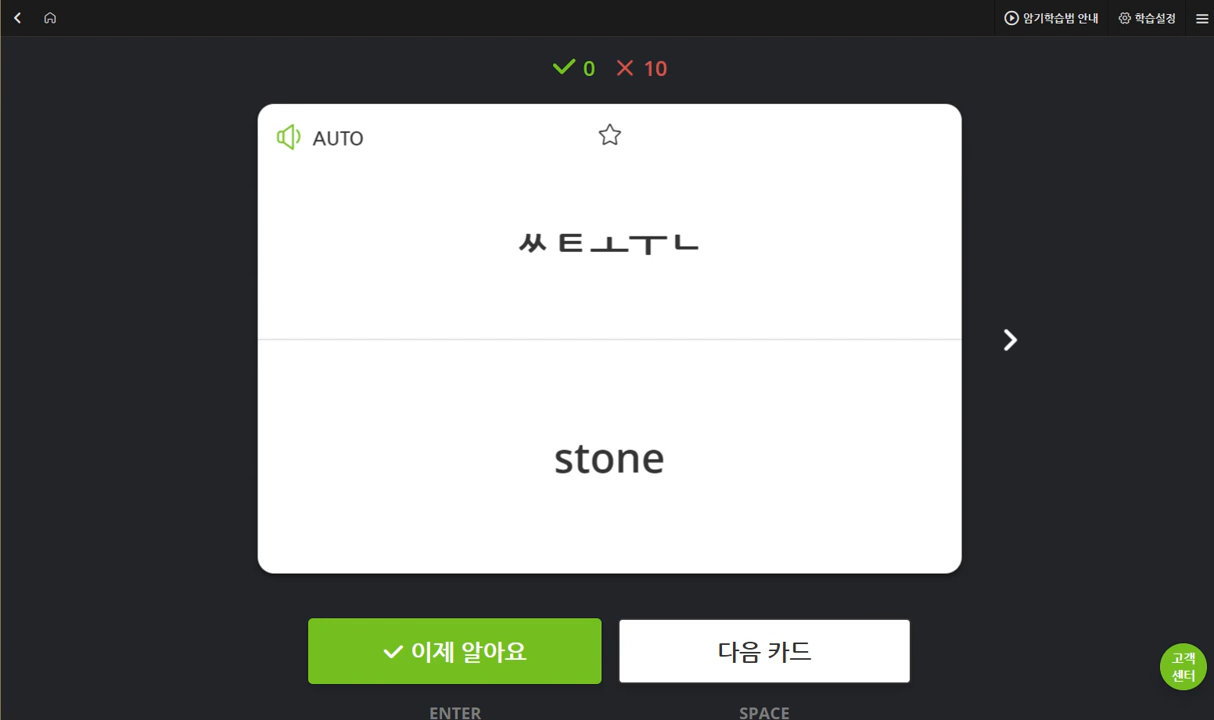 암기학습법 안내 학습설정
0 10
AUTO
ㅆㅌㅗㅜㄴ
stone
이제 알아요 다음 카드
고객
센터
ENTER SPACE